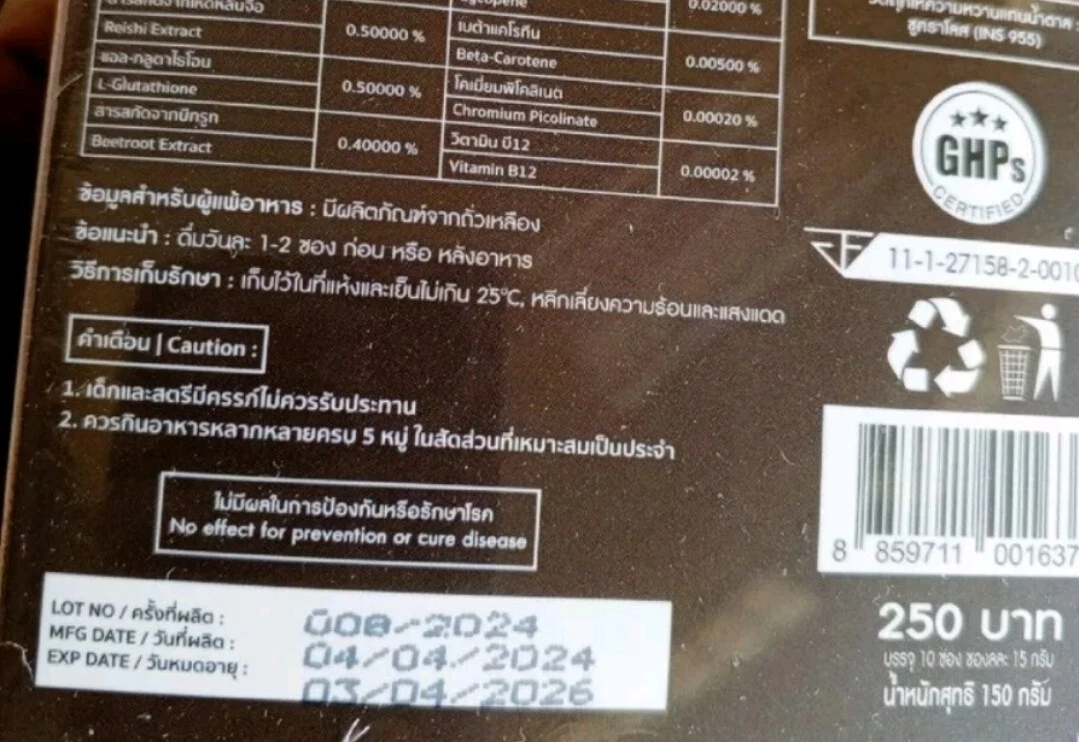 Reishi Extract
0.50000 %
แอล-กลูตาไธโอน
L-Glutathione
0.50000 %
สารสกัดจากบีทรูท
Beetroot Extract
0.40000 %
0.02000 %
เบต้าแคโรทีน
Beta-Carotene
0.00500 %
โคเมี่ยมพิโคลิเนต
Chromium Picolinate
0.00020 %
วิตามิน บี12
Vitamin B12
0.00002 %
ซูคราโลส (INS 955)
GHPs
CERTIFIED
ข้อมูลสำหรับผู้แพ้อาหาร : มีผลิตภัณฑ์จากถั่วเหลือง
ข้อแนะนำ : ดื่มวันละ 1-2 ซอง ก่อน หรือ หลังอาหาร
วิธีการเก็บรักษา : เก็บไว้ในที่แห้งและเย็นไม่เกิน 25°C, หลีกเลี่ยงความร้อนและแสงแดด
11-1-27158-2-0010
คำเตือน | Caution :
1. เด็กและสตรีมีครรภ์ไม่ควรรับประทาน
2. ควรกินอาหารหลากหลายครบ 5 หมู่ ในสัดส่วนที่เหมาะสมเป็นประจำ
ไม่มีผลในการป้องกันหรือรักษาโรค
No effect for prevention or cure disease
8 859711 001637
LOT NO / ครั้งที่ผลิต : 008-2024
MFG DATE / วันที่ผลิต : 04/04/2024
EXP DATE / วันหมดอายุ : 03/04/2026
250 บาท
บรรจุ 10 ซอง ซองละ 15 กรัม
น้ำหนักสุทธิ 150 กรัม